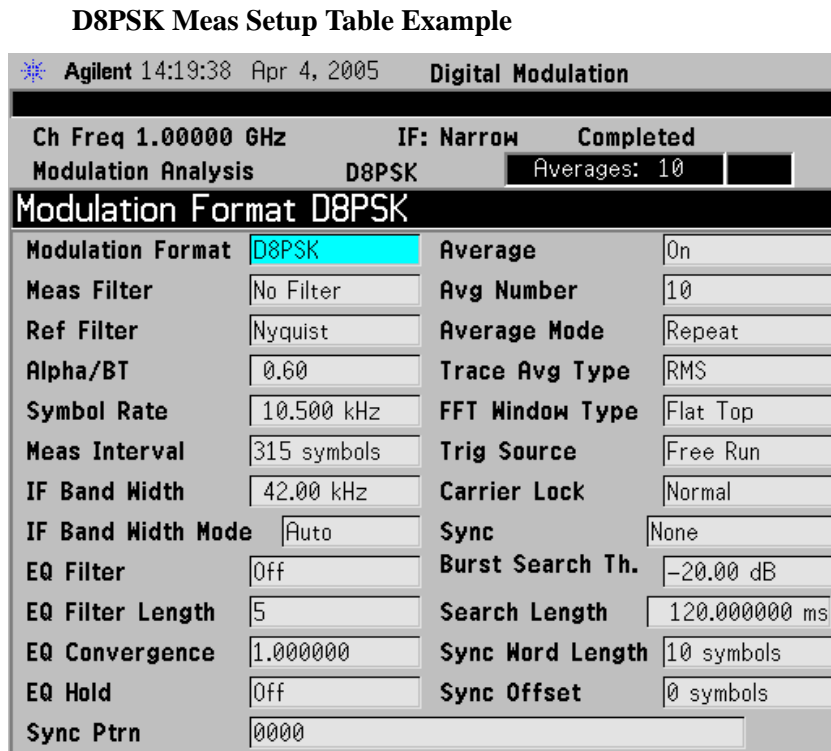 D8PSK Meas Setup Table Example
Agilent 14:19:38 Apr 4, 2005 Digital Modulation
Ch Freq 1.00000 GHz IF: Narrow Completed
Modulation Analysis D8PSK Averages: 10
Modulation Format D8PSK
Modulation Format D8PSK Average On
Meas Filter No Filter Avg Number 10
Ref Filter Nyquist Average Mode Repeat
Alpha/BT 0.60 Trace Avg Type RMS
Symbol Rate 10.500 kHz FFT Window Type Flat Top
Meas Interval 315 symbols Trig Source Free Run
IF Band Width 42.00 kHz Carrier Lock Normal
IF Band Width Mode Auto Sync None
EQ Filter Off Burst Search Th. -20.00 dB
EQ Filter Length 5 Search Length 120.000000 ms
EQ Convergence 1.000000 Sync Word Length 10 symbols
EQ Hold Off Sync Offset 0 symbols
Sync Ptrn 0000